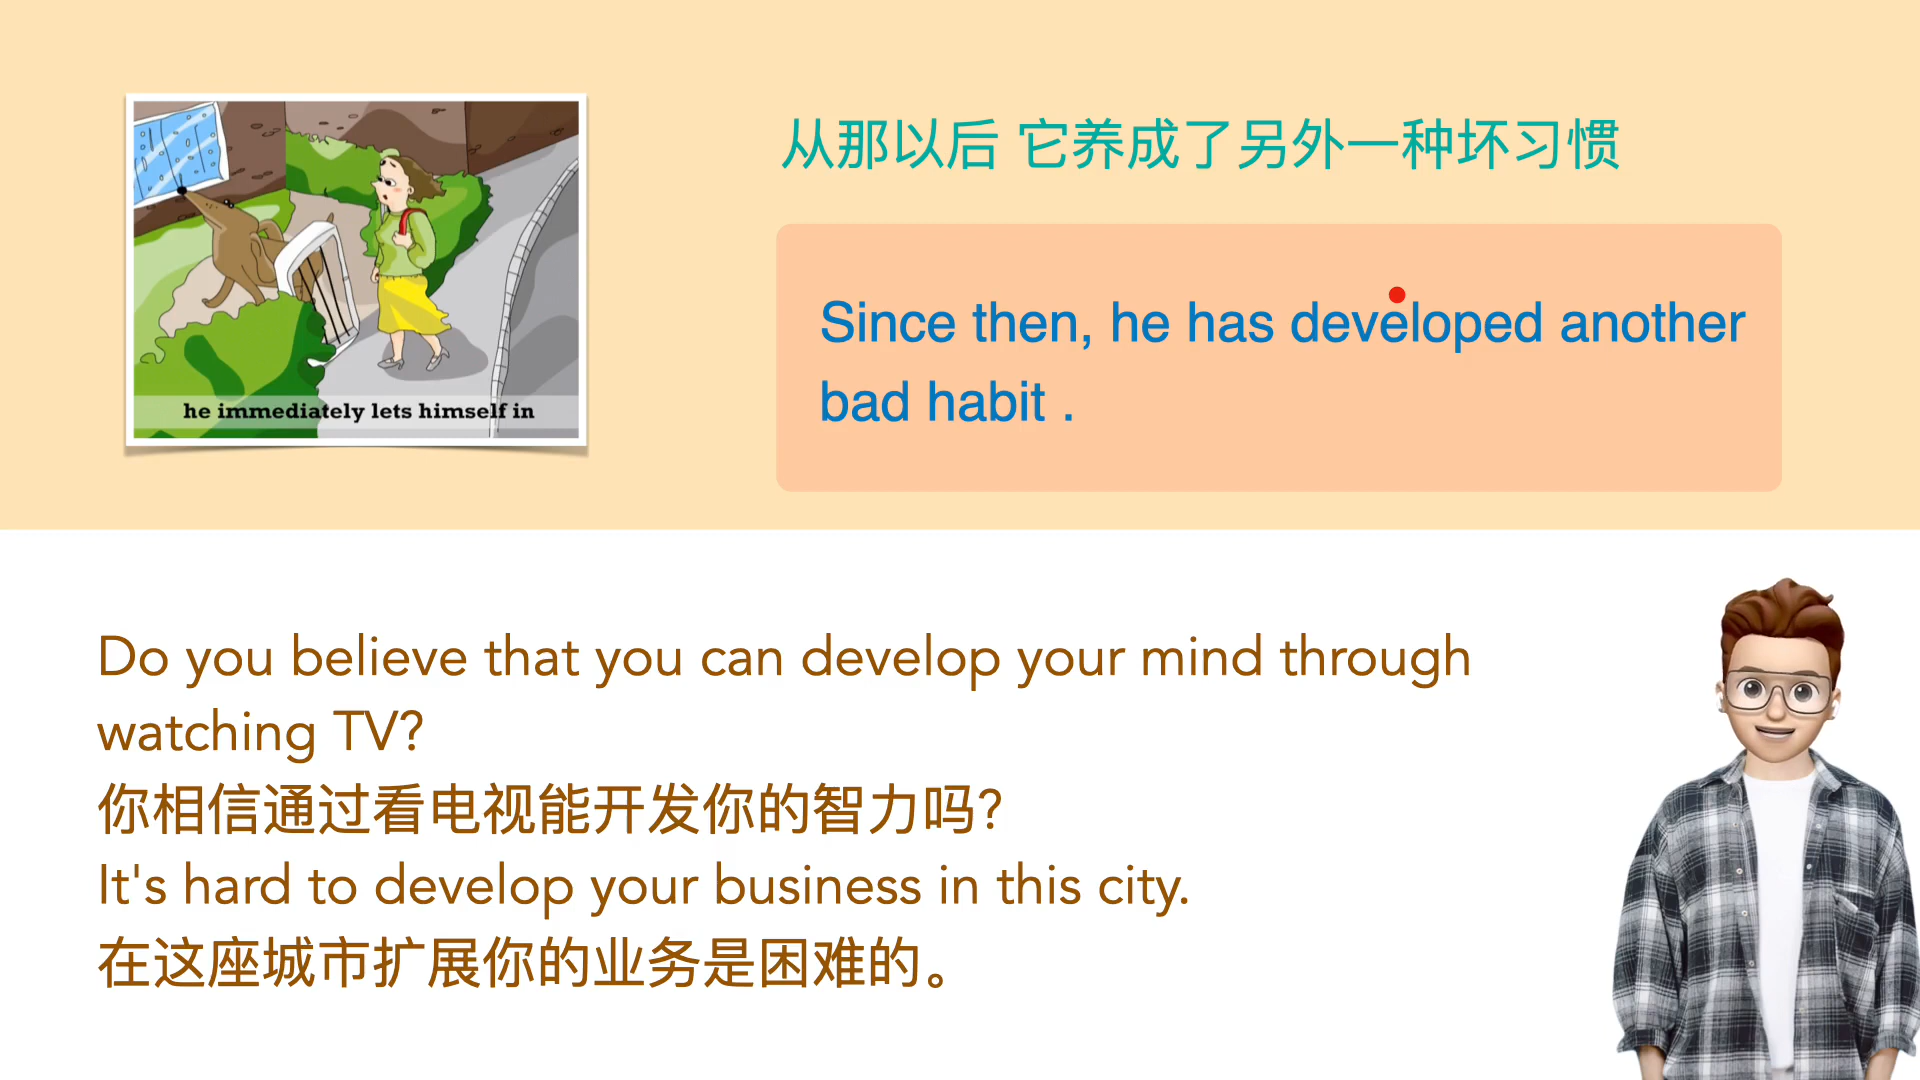 从那以后 它养成了另外一种坏习惯
Since then, he has developed another
bad habit .
he immediately lets himself in
Do you believe that you can develop your mind through
watching TV?
你相信通过看电视能开发你的智力吗?
It's hard to develop your business in this city.
在这座城市扩展你的业务是困难的。